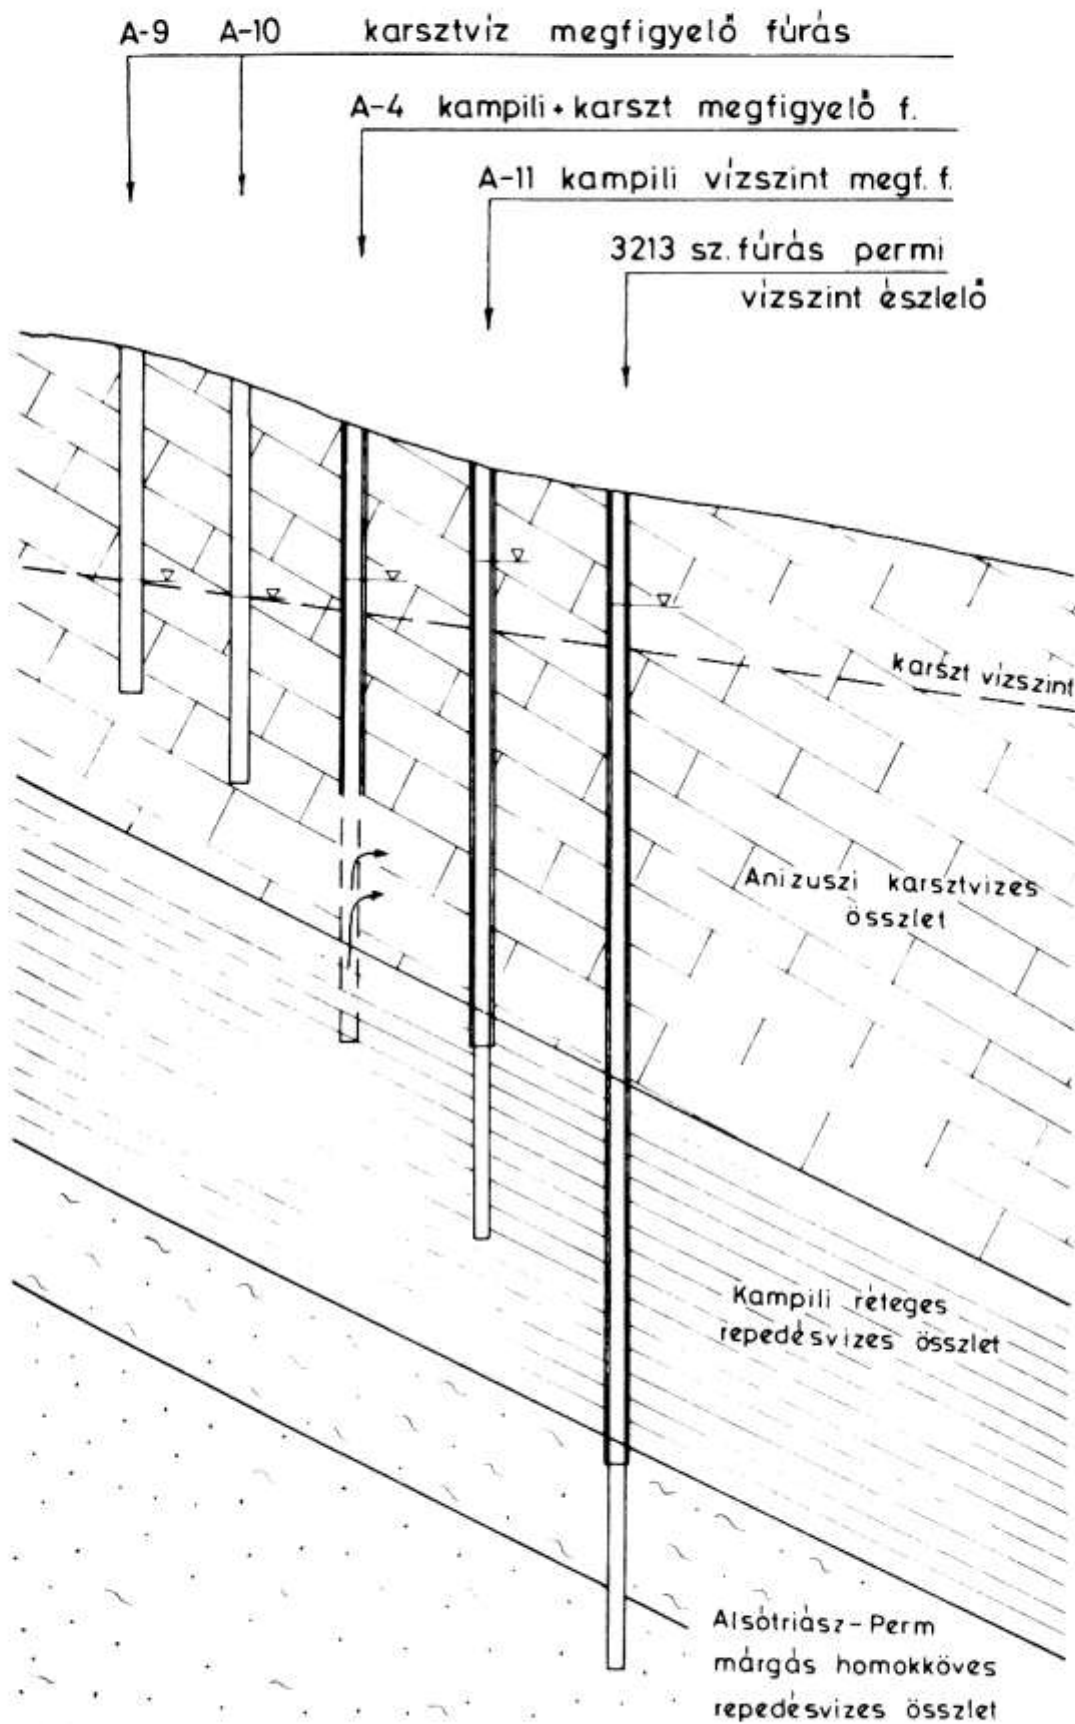 A-9 A-10 karsztvíz megfigyelő fúrás
A-4 kampili + karszt megfigyelő f.
A-11 kampili vízszint megf. f.
3213 sz. fúrás permi
vízszint észlelő
karszt vízszint
Anizuszi karsztvizes
összlet
Kampili réteges
repedésvizes összlet
Alsótriász-Perm
márgás homokköves
repedésvizes összlet